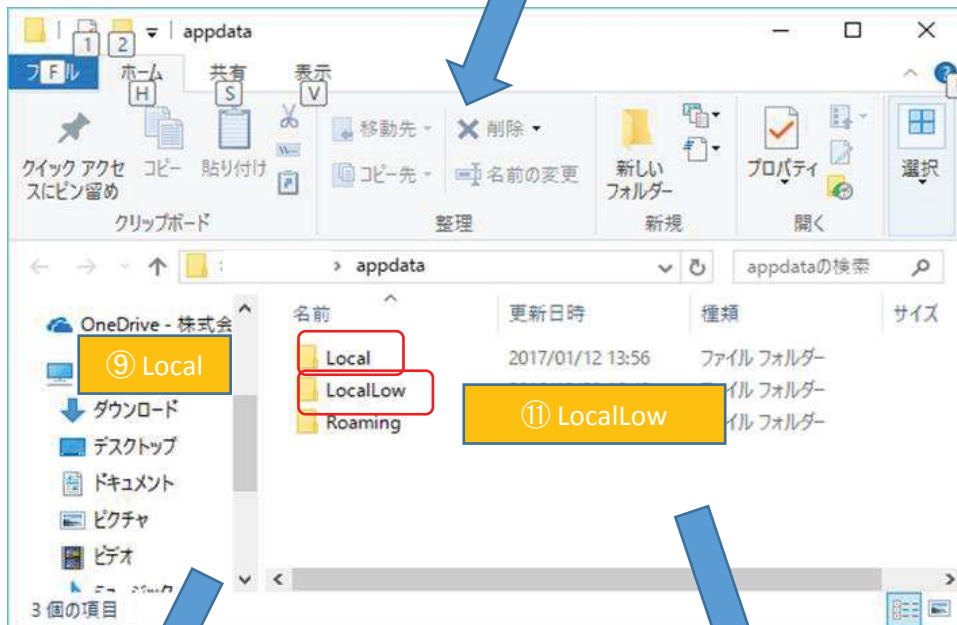 appdata
1 2
F ル ホーム 共有 表示
H S V
クイック アクセスにピン留め
コピー
貼り付け
移動先
コピー先
削除
名前の変更
新しい
フォルダー
プロパティ
選択
クリップボード 整理 新規 開く
> appdata
appdataの検索
名前 更新日時 種類 サイズ
OneDrive - 株式会
⑨ Local
ダウンロード
デスクトップ
ドキュメント
ピクチャ
ビデオ
Local 2017/01/12 13:56 ファイル フォルダー
LocalLow
⑪ LocalLow
イル フォルダー
Roaming
イル フォルダー
3 個の項目